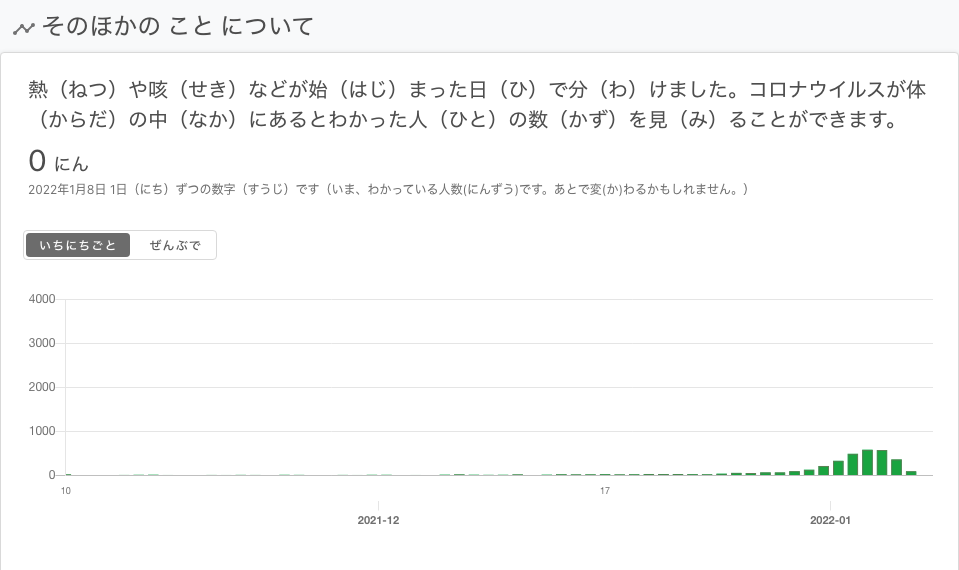 そのほかの こと について
熱（ねつ）や咳（せき）などが始（はじ）まった日（ひ）で分（わ）けました。コロナウイルスが体
（からだ）の中（なか）にあるとわかった人（ひと）の数（かず）を見（み）ることができます。
0 にん
2022年1月8日 1日（にち）ずつの数字（すうじ）です（いま、わかっている人数(にんずう)です。あとで変(か)わるかもしれません。）
いちにちごと ぜんぶで
4000
3000
2000
1000
0
10 17
2021-12 2022-01